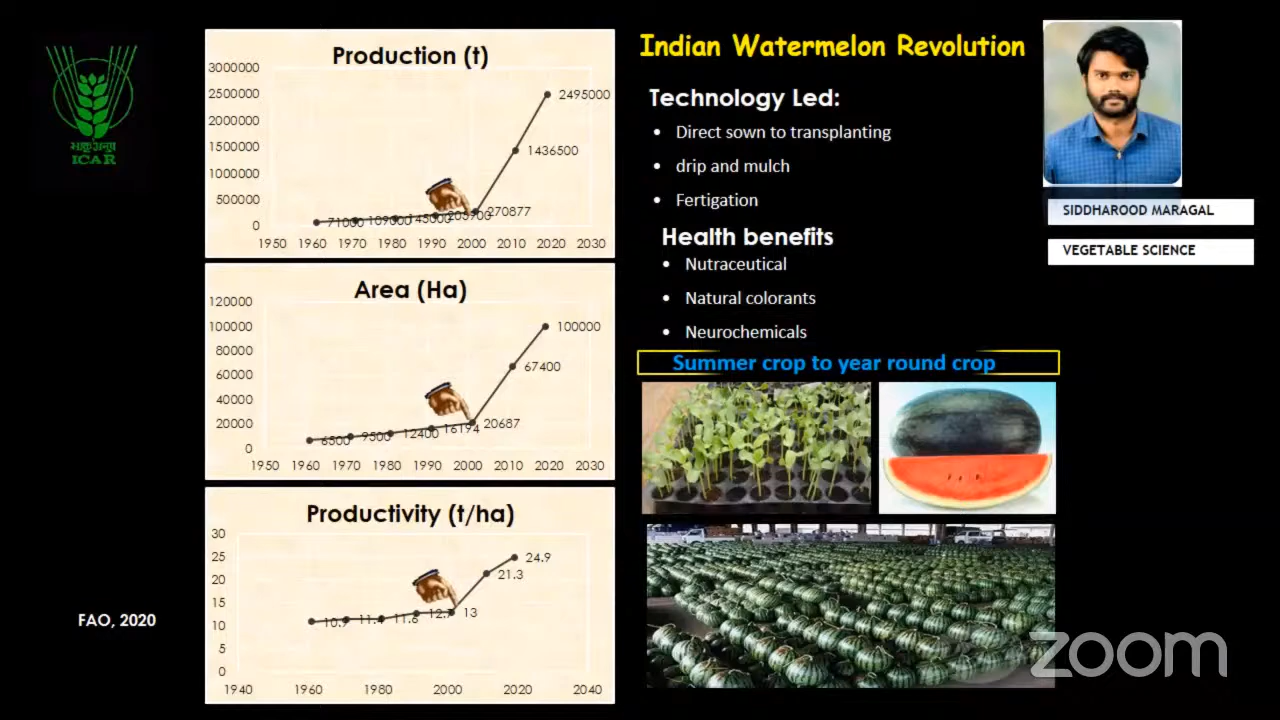 भाकृअनुप
ICAR
Production (t)
3000000
2500000
2000000
1500000
1000000
500000
0
2495000
1436500
71000
109000
145000
203700
270877
1950 1960 1970 1980 1990 2000 2010 2020 2030
Area (Ha)
120000
100000
80000
60000
40000
20000
0
100000
67400
6500
9500
12400
16194
20687
1950 1960 1970 1980 1990 2000 2010 2020 2030
Productivity (t/ha)
30
25
20
15
10
5
0
24.9
21.3
10.9
11.4
11.6
12.7
13
1940 1960 1980 2000 2020 2040
FAO, 2020
Indian Watermelon Revolution
Technology Led:
• Direct sown to transplanting
• drip and mulch
• Fertigation
Health benefits
• Nutraceutical
• Natural colorants
• Neurochemicals
Summer crop to year round crop
SIDDHAROOD MARAGAL
VEGETABLE SCIENCE
zoom